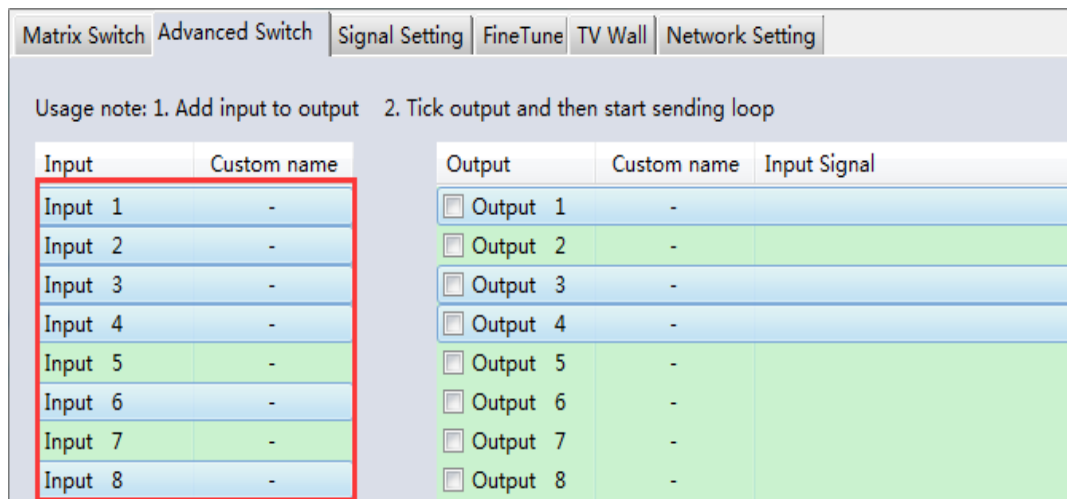 Matrix Switch Advanced Switch Signal Setting FineTune TV Wall Network Setting
Usage note: 1. Add input to output 2. Tick output and then start sending loop
Input Custom name Output Custom name Input Signal
Input 1 - Output 1 -
Input 2 - Output 2 -
Input 3 - Output 3 -
Input 4 - Output 4 -
Input 5 - Output 5 -
Input 6 - Output 6 -
Input 7 - Output 7 -
Input 8 - Output 8 -